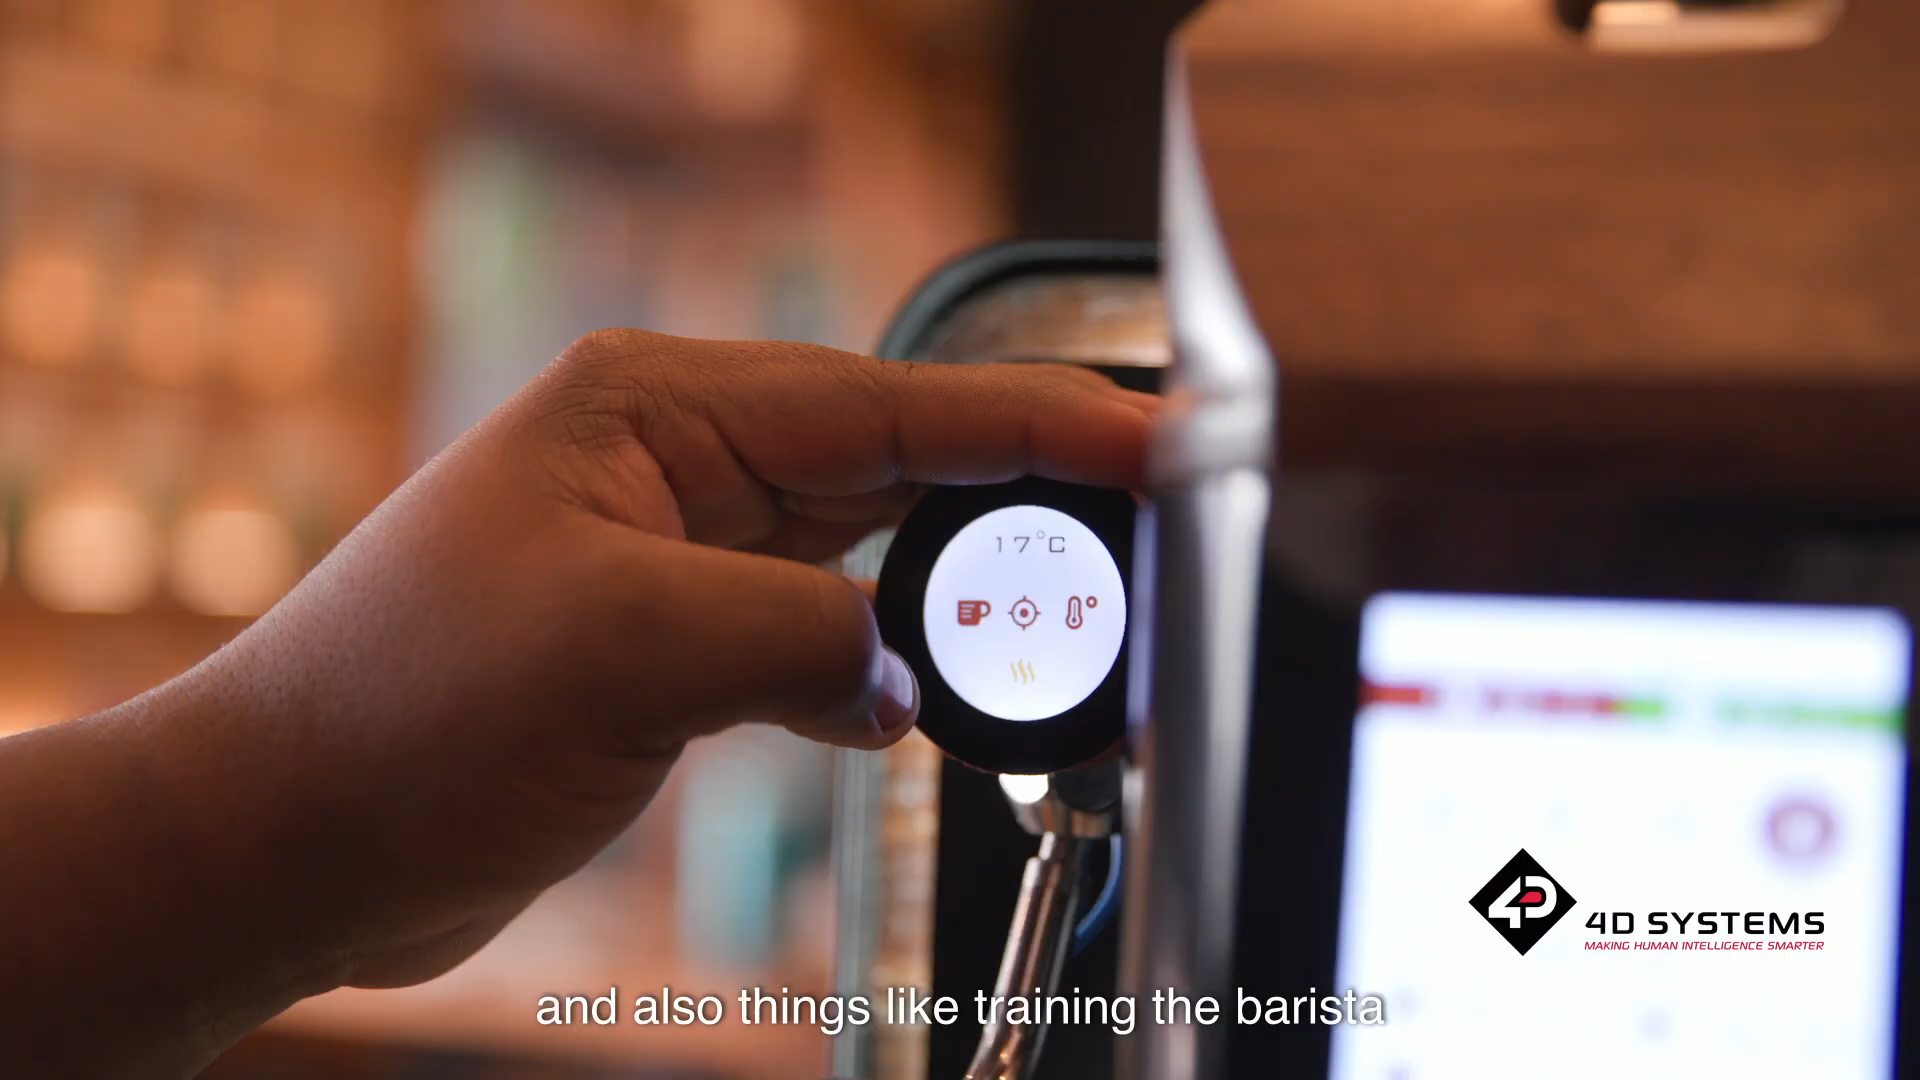 17°C
4D SYSTEMS
MAKING HUMAN INTELLIGENCE SMARTER
and also things like training the barista